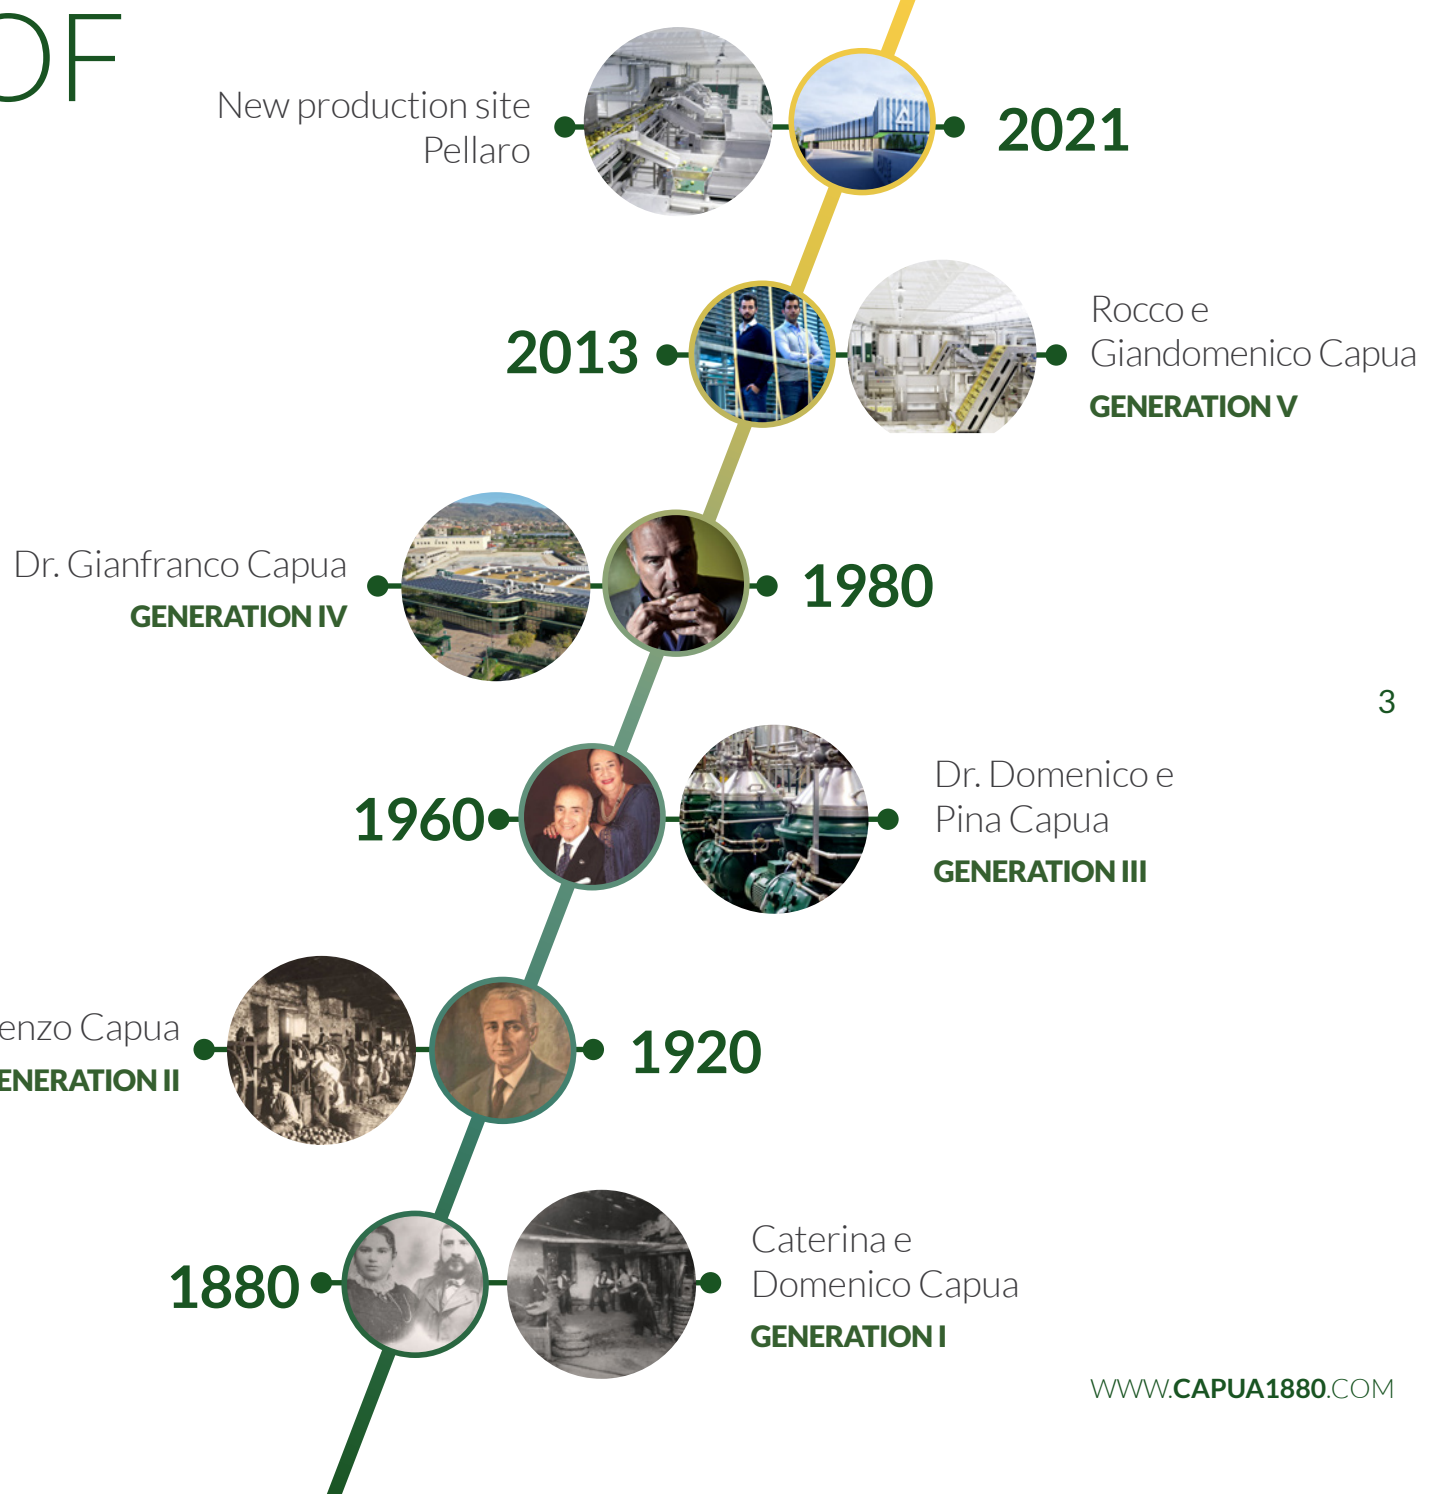 OF
New production site
Pellaro
2021
2013
Rocco e
Giandomenico Capua
GENERATION V
Dr. Gianfranco Capua
GENERATION IV
1980
3
1960
Dr. Domenico e
Pina Capua
GENERATION III
enzo Capua
ENERATION II
1920
1880
Caterina e
Domenico Capua
GENERATION I
WWW.CAPUA1880.COM